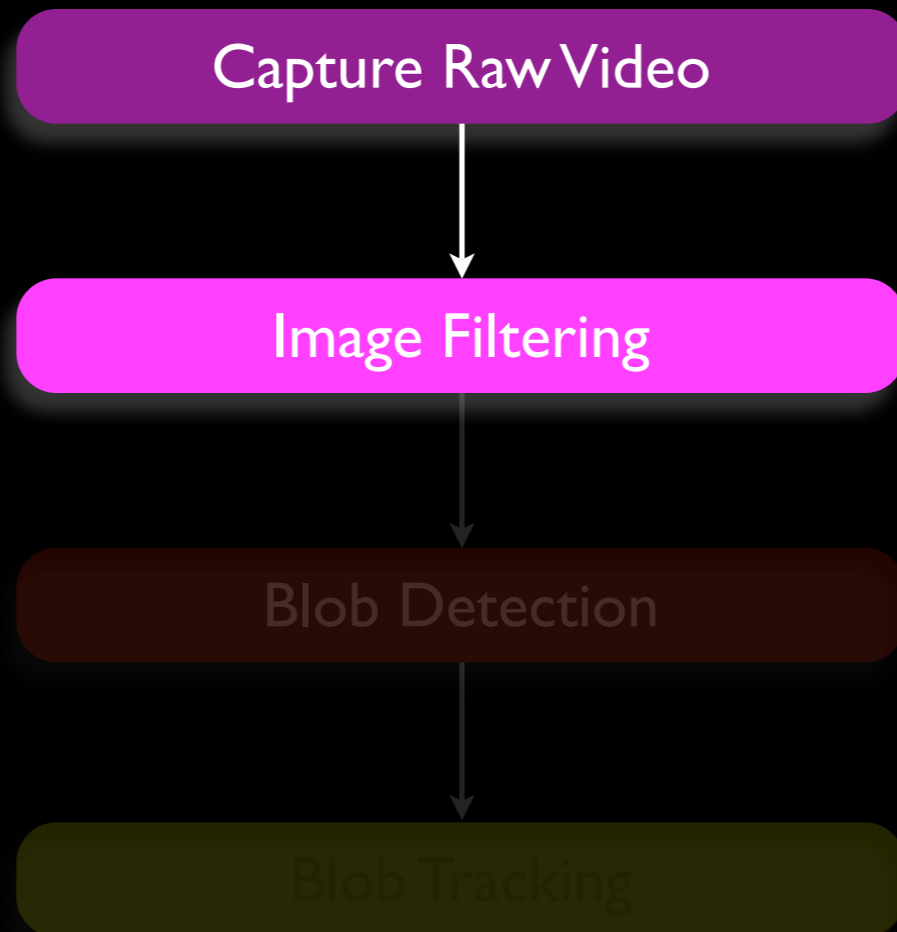 Capture Raw Video
Image Filtering
Blob Detection
Blob Tracking